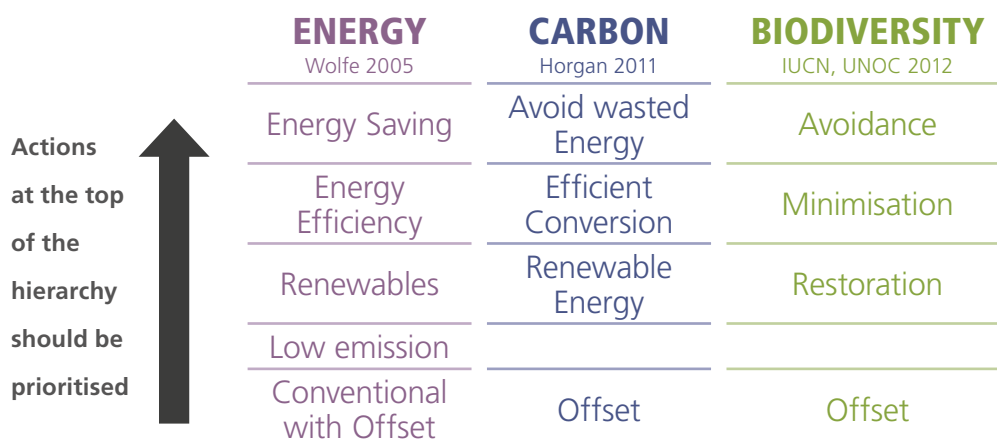 ENERGY
Wolfe 2005
CARBON
Horgan 2011
BIODIVERSITY
IUCN, UNOC 2012
Actions
at the top
of the
hierarchy
should be
prioritised
Energy Saving
Avoid wasted
Energy
Avoidance
Energy
Efficiency
Efficient
Conversion
Minimisation
Renewables
Renewable
Energy
Restoration
Low emission
Conventional
with Offset
Offset
Offset